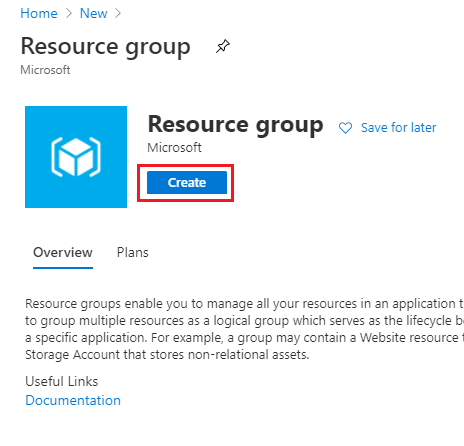 Home > New >
Resource group
Microsoft
Resource group
Save for later
Microsoft
Create
Overview Plans
Resource groups enable you to manage all your resources in an application t
to group multiple resources as a logical group which serves as the lifecycle b
a specific application. For example, a group may contain a Website resource
Storage Account that stores non-relational assets.
Useful Links
Documentation